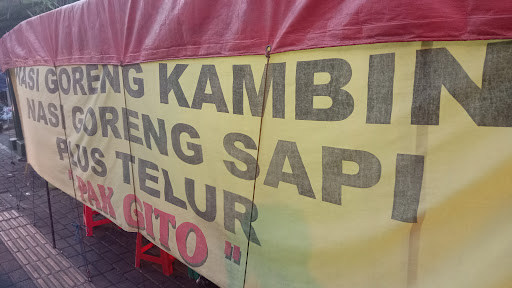 NASI GORENG KAMBIN
NASI GORENG SAPI
PLUS TELUR
PAK GITO "